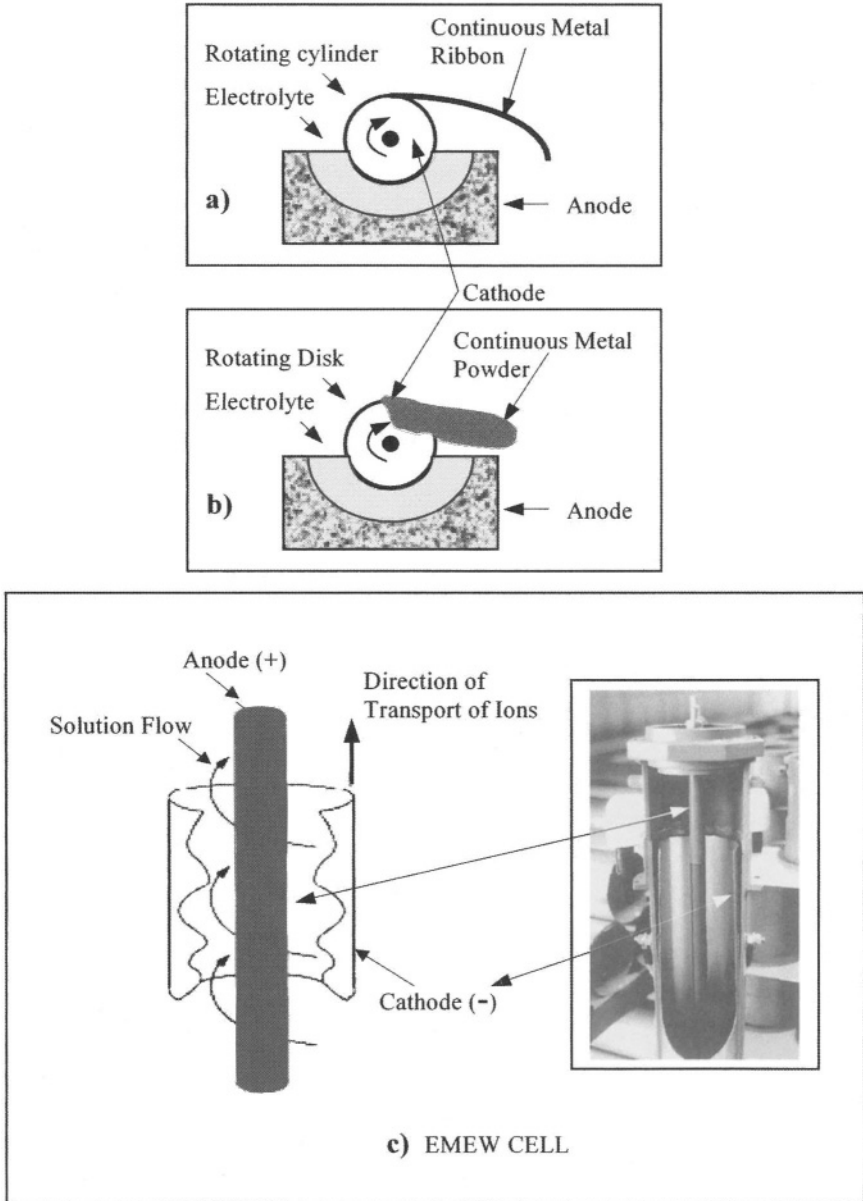 Continuous Metal
Ribbon
Rotating cylinder
Electrolyte
a)
Anode
Cathode
Continuous Metal
Powder
Rotating Disk
Electrolyte
b)
Anode
Anode (+)
Direction of
Transport of Ions
Solution Flow
Cathode (-)
c) EMEW CELL